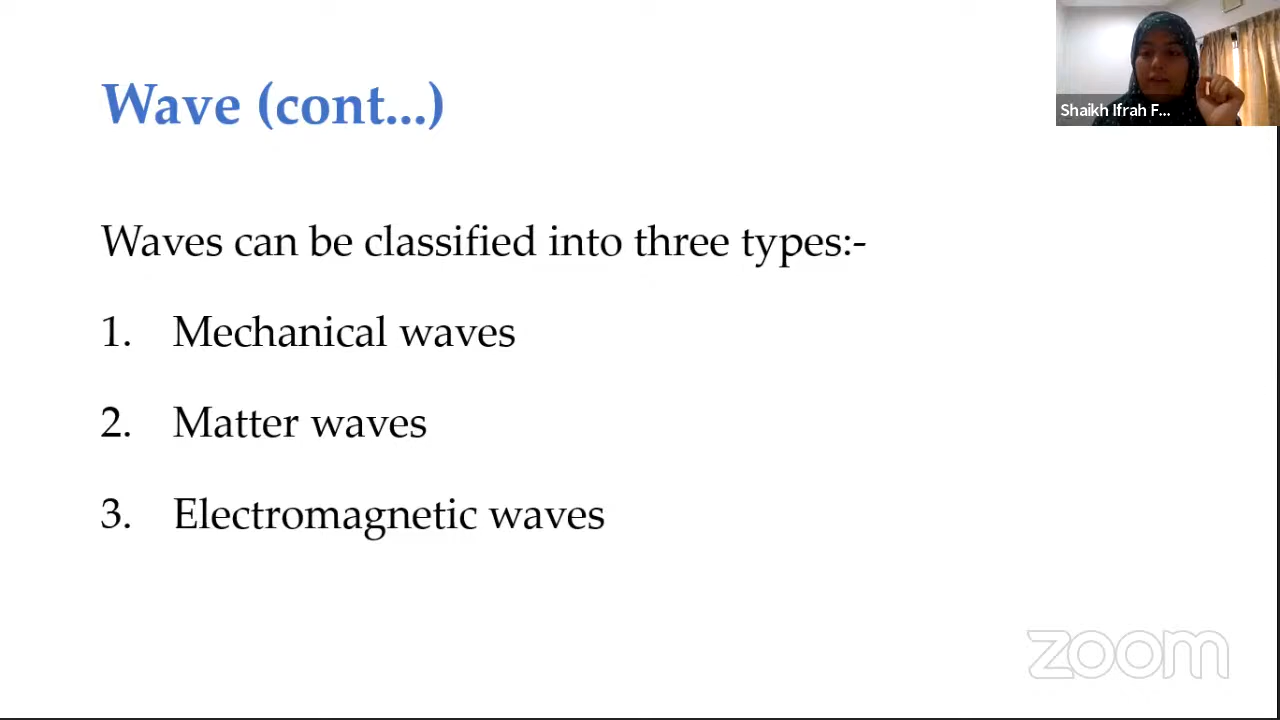 Wave (cont...)
Shaikh Ifrah F...
Waves can be classified into three types:-
1. Mechanical waves
2. Matter waves
3. Electromagnetic waves
zoom